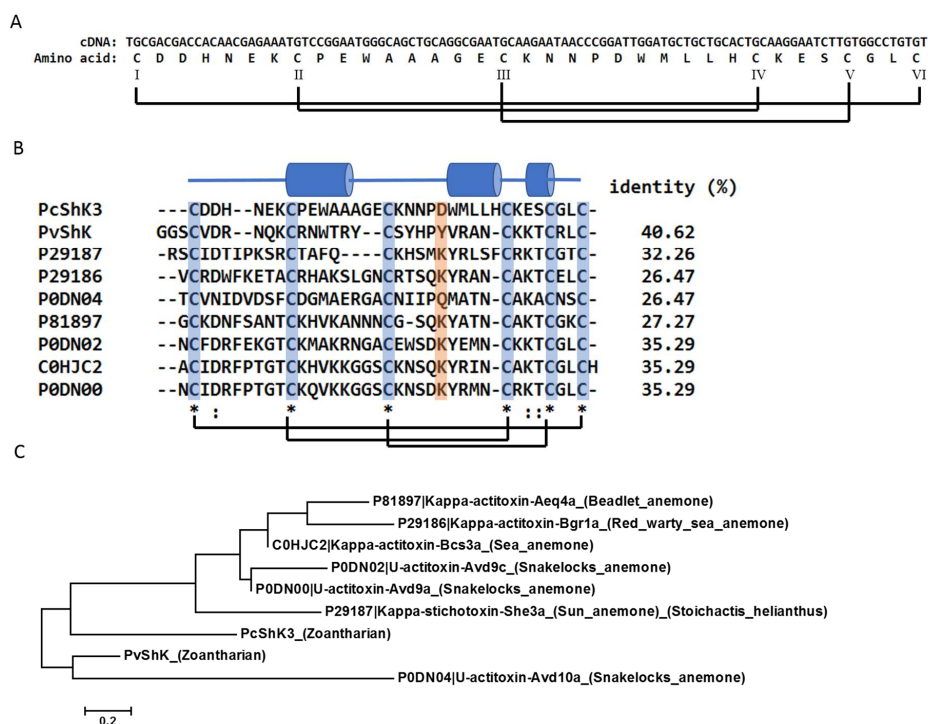 A
cDNA: TGCGACGACCACAACGAGAAATGTCCGGAATGGGCAGCTGCAGGCGAATGCAAGAATAACCCGGATTGGATGCTGCTGCACTGCAAGGAATCTTGTGGCCTGTGT
Amino acid: C D D H N E K C P E W A A A G E C K N N P D W M L L H C K E S C G L C
I II III IV V VI
B
identity (%)
PcShK3 ---CDDH--NEKCPEWAAAGECKNNPDWMLLHCKESCGLC-
PvShK GGSCVDR--NQKCRNWTRY--CSYHPYVRAN-CKKTCRLC- 40.62
P29187 -RSCIDTIPKSRCTAFQ----CKHSMKYRLSFCRKTCGTC- 32.26
P29186 --VCRDWFKETACRHAKSLGNCRTSQKYRAN-CAKTCELC- 26.47
P0DN04 --TCVNIDVDSFCDGMAERGACNIIPQMATN-CAKACNSC- 26.47
P81897 --GCKDNFSANTCKHVKANNNCG-SQKYATN-CAKTCGKC- 27.27
P0DN02 --NCFDRFEKGTCKMAKRNGACEWSDKYEMN-CKKTCGLC- 35.29
C0HJC2 --ACIDRFPTGTCKHVKKGGSCKNSQKYRIN-CAKTCGLCH 35.29
P0DN00 --NCIDRFPTGTCKQVKKGGSCKNSDKYRMN-CRKTCGLC- 35.29
* : * * * ::* *
C
P81897|Kappa-actitoxin-Aeq4a_(Beadlet_anemone)
P29186|Kappa-actitoxin-Bgr1a_(Red_warty_sea_anemone)
C0HJC2|Kappa-actitoxin-Bcs3a_(Sea_anemone)
P0DN02|U-actitoxin-Avd9c_(Snakelocks_anemone)
P0DN00|U-actitoxin-Avd9a_(Snakelocks_anemone)
P29187|Kappa-stichotoxin-She3a_(Sun_anemone)_(Stoichactis_helianthus)
PcShK3_(Zoantharian)
PvShK_(Zoantharian)
P0DN04|U-actitoxin-Avd10a_(Snakelocks_anemone)
0.2